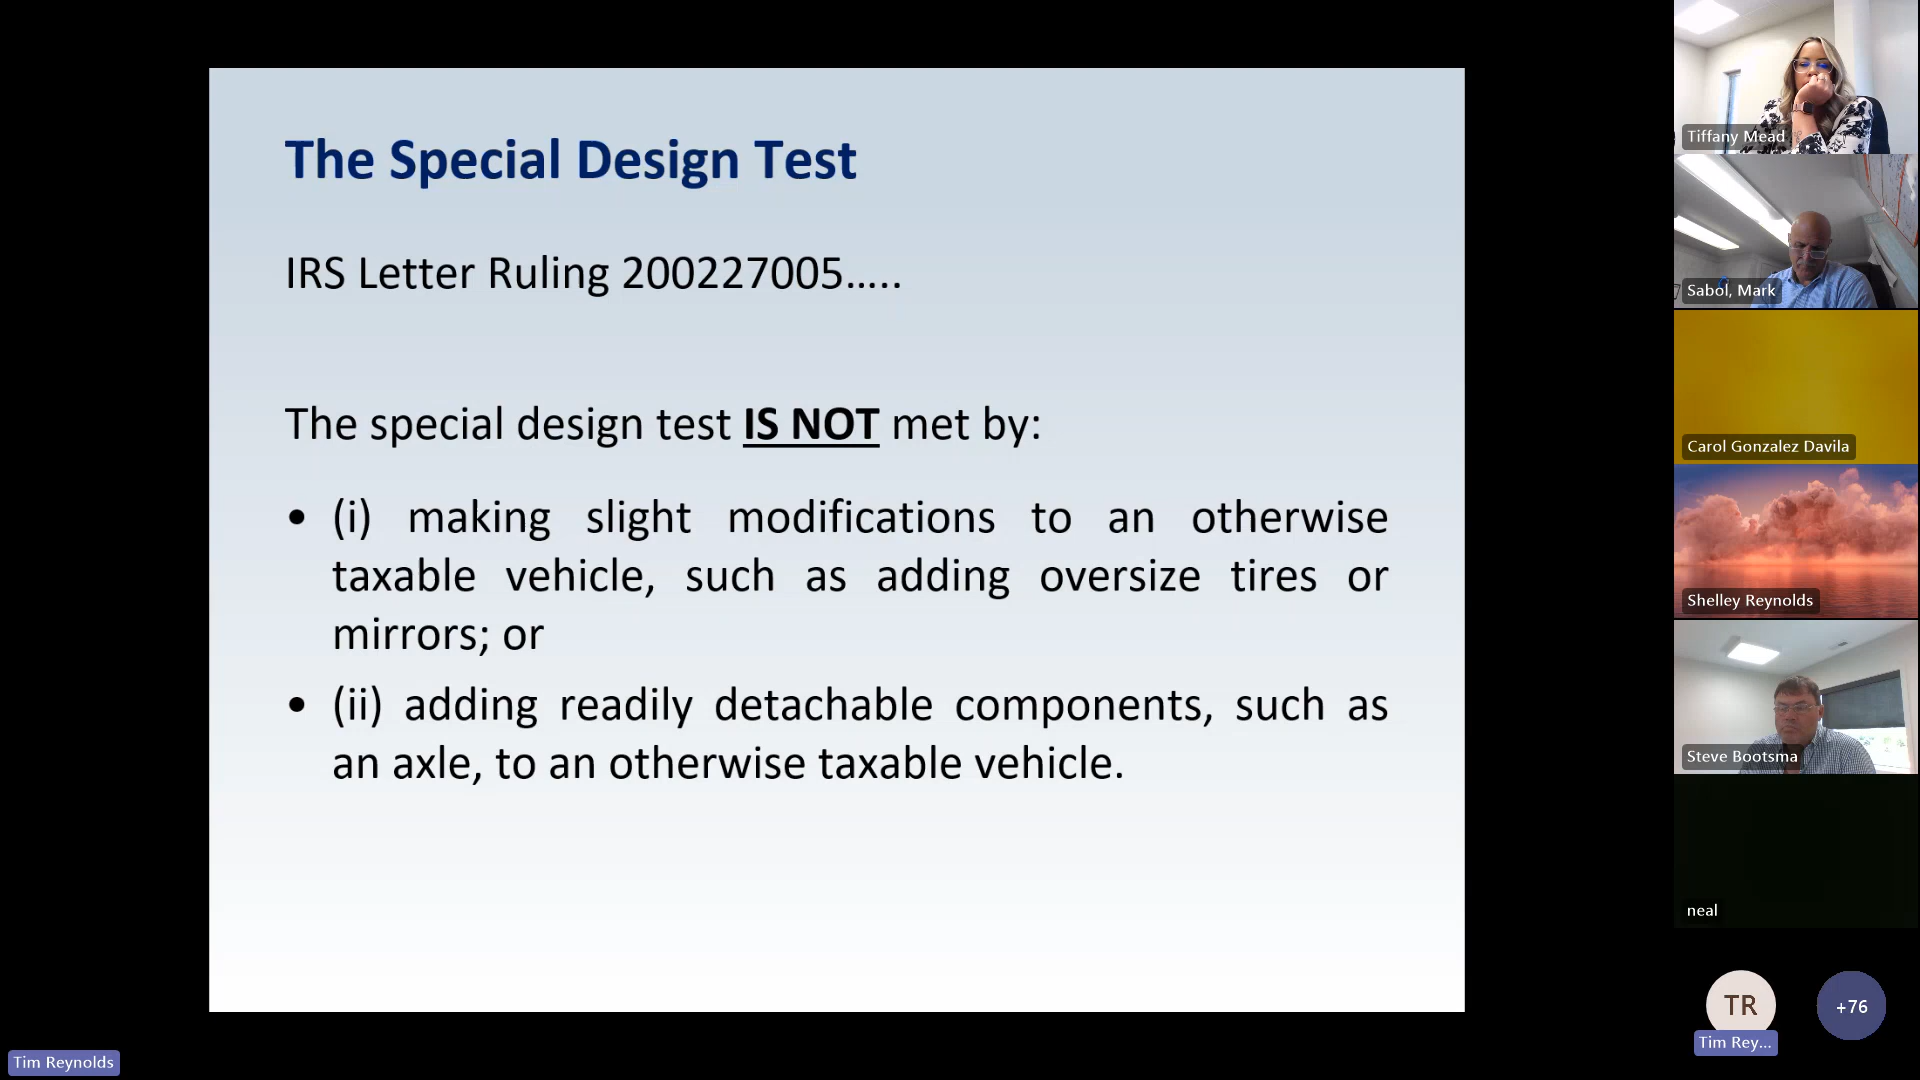 The Special Design Test
IRS Letter Ruling 200227005.....
The special design test IS NOT met by:
• (i) making slight modifications to an otherwise
taxable vehicle, such as adding oversize tires or
mirrors; or
• (ii) adding readily detachable components, such as
an axle, to an otherwise taxable vehicle.
Tiffany Mead
Sabol, Mark
Carol Gonzalez Davila
Shelley Reynolds
Steve Bootsma
neal
TR
+76
Tim Rey...
Tim Reynolds